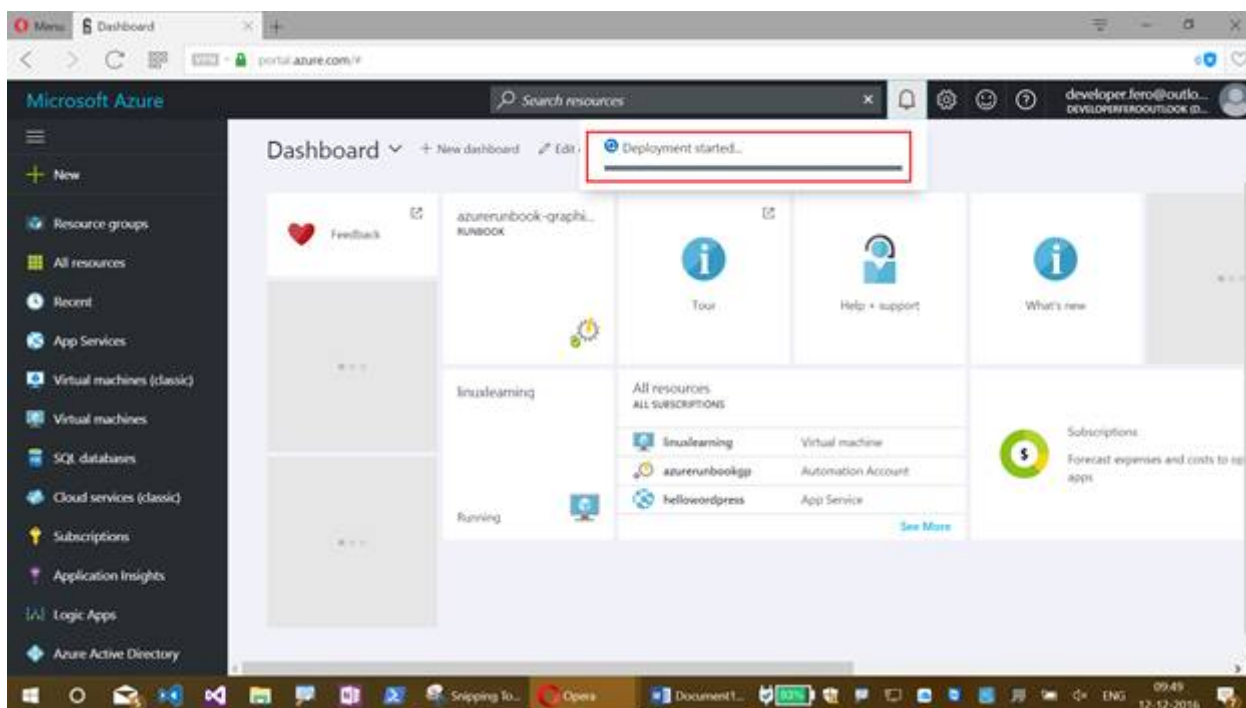 Menu
Dashboard
VPN
portal.azure.com/#
Microsoft Azure
Search resources
developer.fero@outlo...
DEVELOPERFEROOUTLOOK (D...
Dashboard
+ New dashboard
Edit
Deployment started...
New
Resource groups
All resources
Recent
App Services
Virtual machines (classic)
Virtual machines
SQL databases
Cloud services (classic)
Subscriptions
Application Insights
Logic Apps
Azure Active Directory
Feedback
azurerunbook-graphi...
RUNBOOK
Tour
Help + support
What's new
linuxlearning
Running
All resources
ALL SUBSCRIPTIONS
linuxlearning Virtual machine
azurerunbookgp Automation Account
hellowordpress App Service
See More
Subscriptions
Forecast expenses and costs to op
apps
Snipping To...
Opera
Document1...
93%
ENG
09:49
12-12-2016